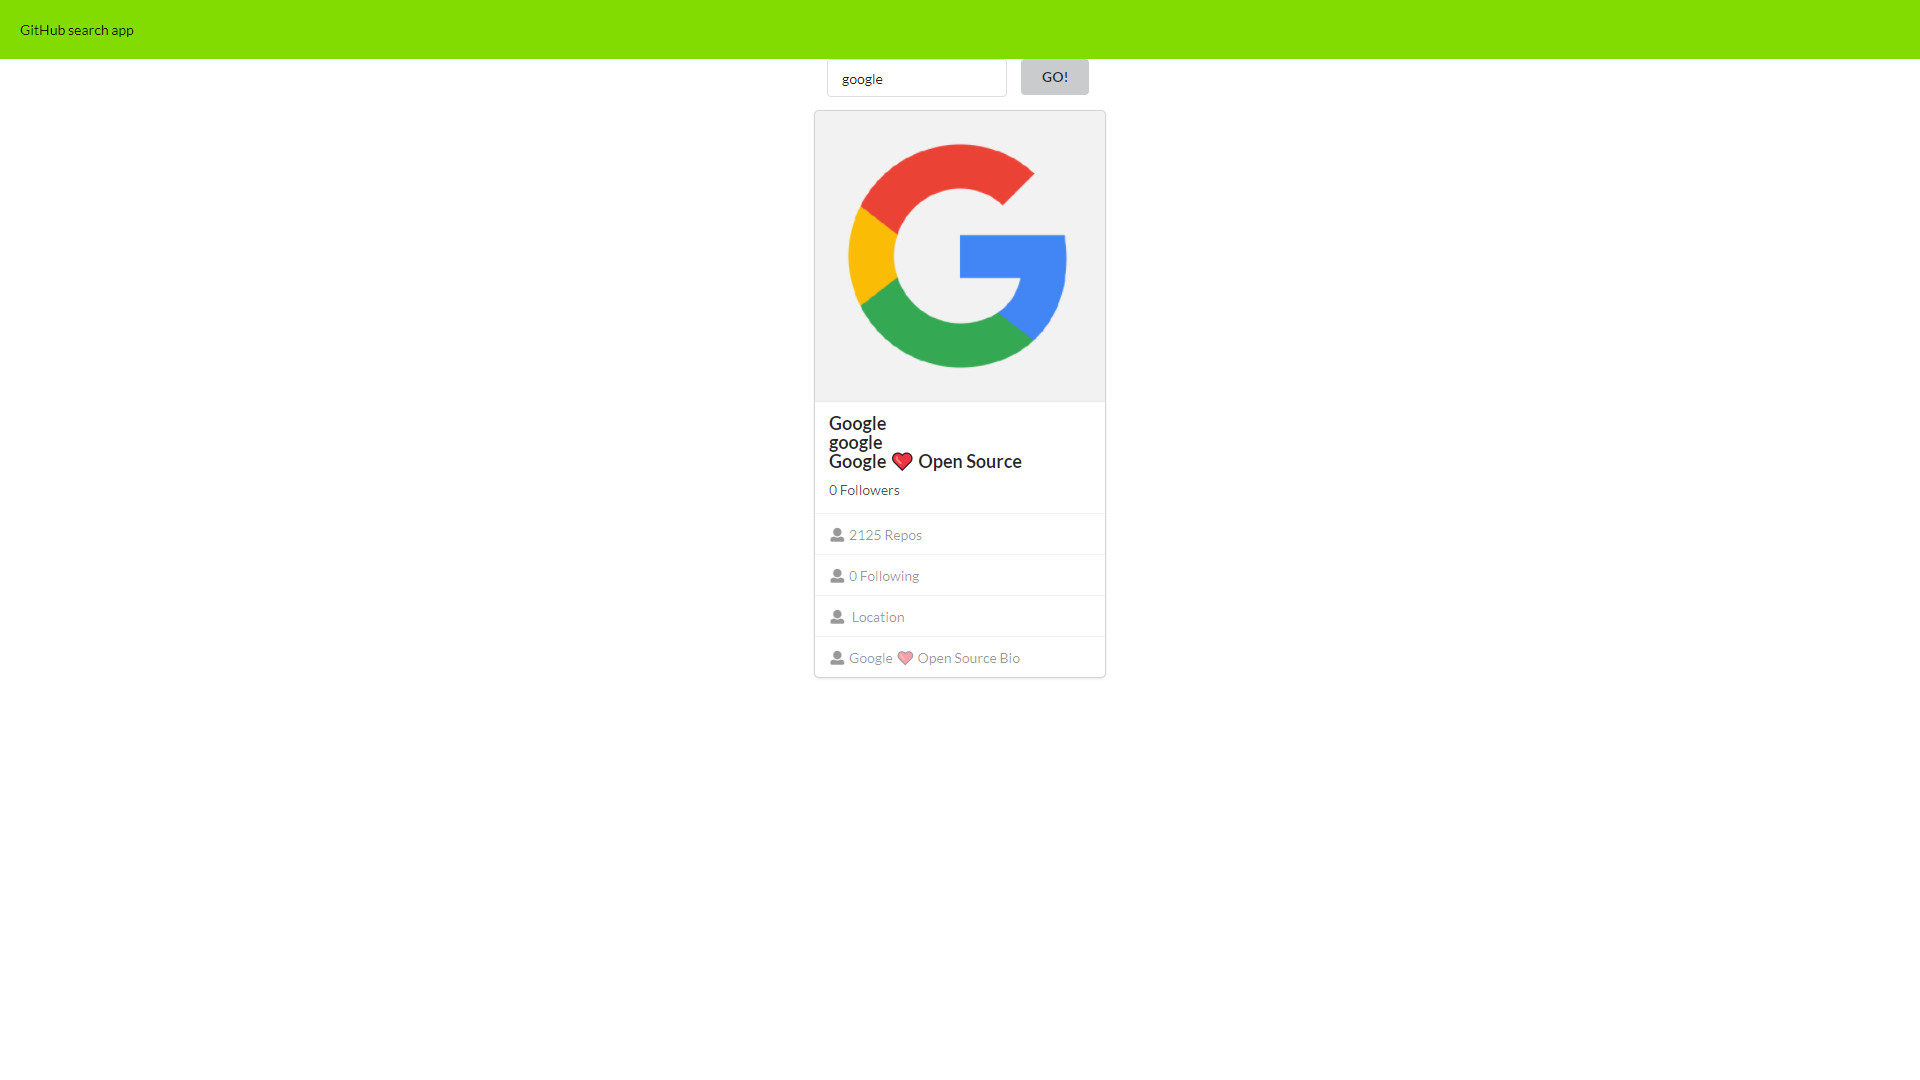 GitHub search app
google GO!
Google
google
Google ❤️ Open Source
0 Followers
2125 Repos
0 Following
Location
Google ❤️ Open Source Bio